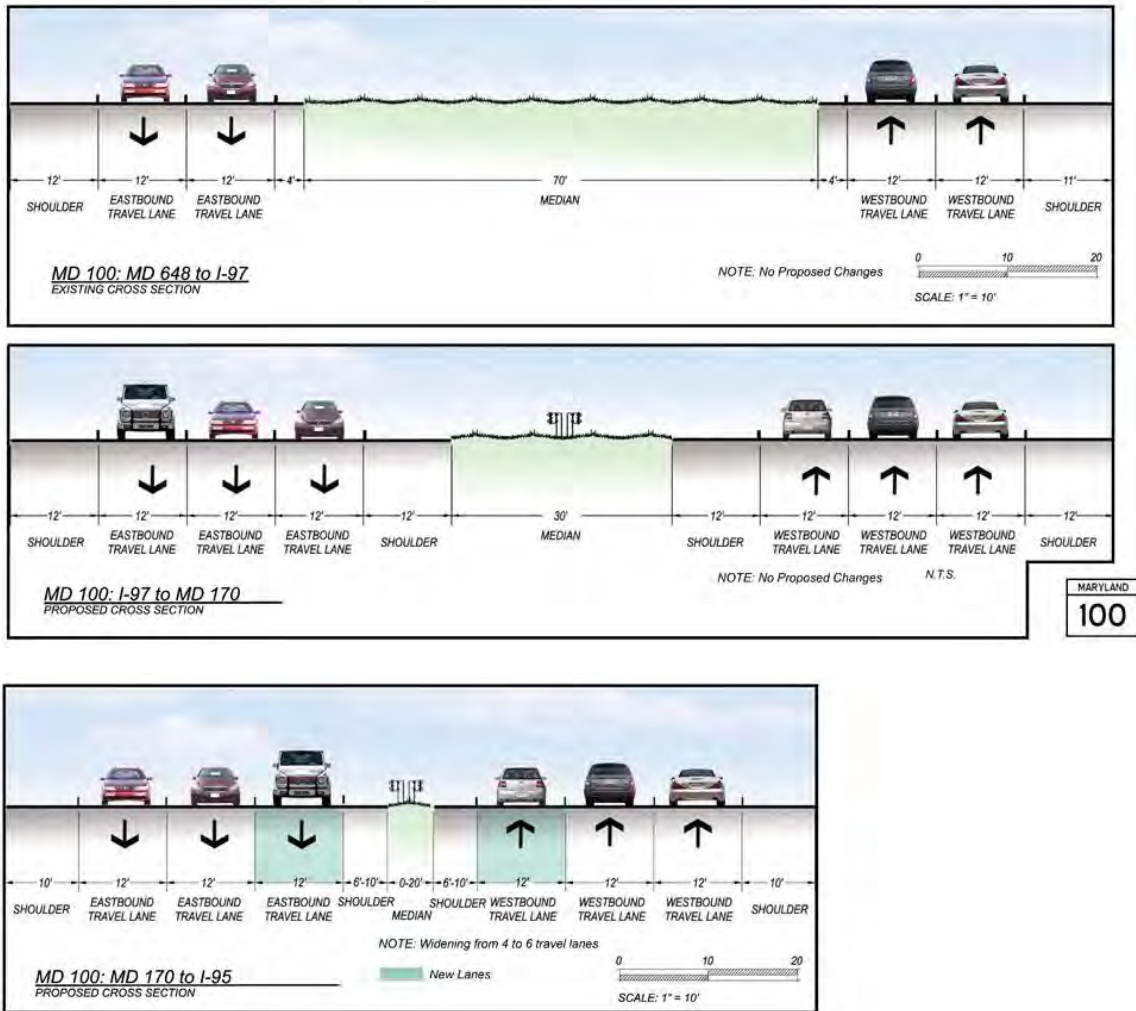 12' 12' 12' 4' 70' 4' 12' 12' 11'
SHOULDER EASTBOUND EASTBOUND MEDIAN WESTBOUND WESTBOUND SHOULDER
TRAVEL LANE TRAVEL LANE TRAVEL LANE TRAVEL LANE
MD 100: MD 648 to I-97
EXISTING CROSS SECTION
NOTE: No Proposed Changes
0 10 20
SCALE: 1" = 10'
12' 12' 12' 12' 12' 30' 12' 12' 12' 12' 12'
SHOULDER EASTBOUND EASTBOUND EASTBOUND SHOULDER MEDIAN SHOULDER WESTBOUND WESTBOUND WESTBOUND SHOULDER
TRAVEL LANE TRAVEL LANE TRAVEL LANE TRAVEL LANE TRAVEL LANE TRAVEL LANE
MD 100: I-97 to MD 170
PROPOSED CROSS SECTION
NOTE: No Proposed Changes N.T.S.
MARYLAND
100
10' 12' 12' 12' 6'-10' 0-20' 6'-10' 12' 12' 12' 10'
SHOULDER EASTBOUND EASTBOUND EASTBOUND SHOULDER MEDIAN SHOULDER WESTBOUND WESTBOUND WESTBOUND SHOULDER
TRAVEL LANE TRAVEL LANE TRAVEL LANE TRAVEL LANE TRAVEL LANE TRAVEL LANE
NOTE: Widening from 4 to 6 travel lanes
New Lanes
MD 100: MD 170 to I-95
PROPOSED CROSS SECTION
0 10 20
SCALE: 1" = 10'